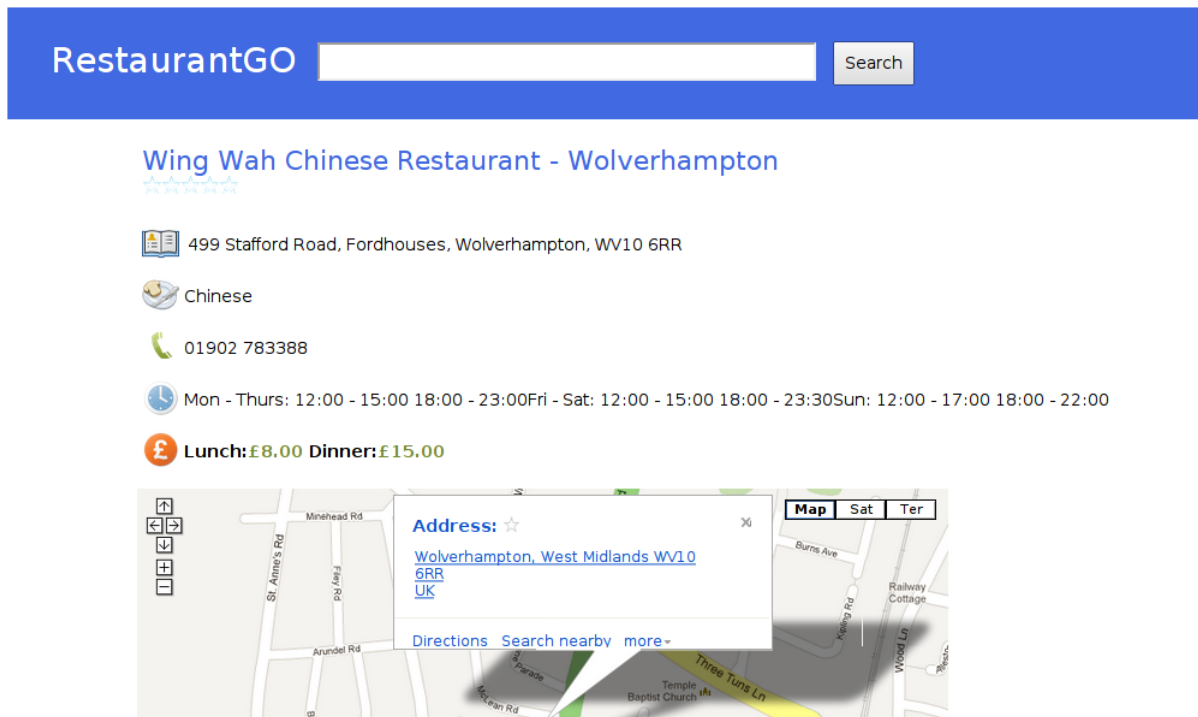 RestaurantGO
Search
Wing Wah Chinese Restaurant - Wolverhampton
499 Stafford Road, Fordhouses, Wolverhampton, WV10 6RR
Chinese
01902 783388
Mon - Thurs: 12:00 - 15:00 18:00 - 23:00Fri - Sat: 12:00 - 15:00 18:00 - 23:30Sun: 12:00 - 17:00 18:00 - 22:00
Lunch:£8.00 Dinner:£15.00
Map Sat Ter
Minehead Rd
Address:
Wolverhampton, West Midlands WV10
6RR
UK
Directions Search nearby more
St. Anne's Rd
Filey Rd
Burns Ave
Railway
Cottage
Kipling Rd
Wood Ln
Arundel Rd
Parade
McLean Rd
Three Tuns Ln
Temple
Baptist Church